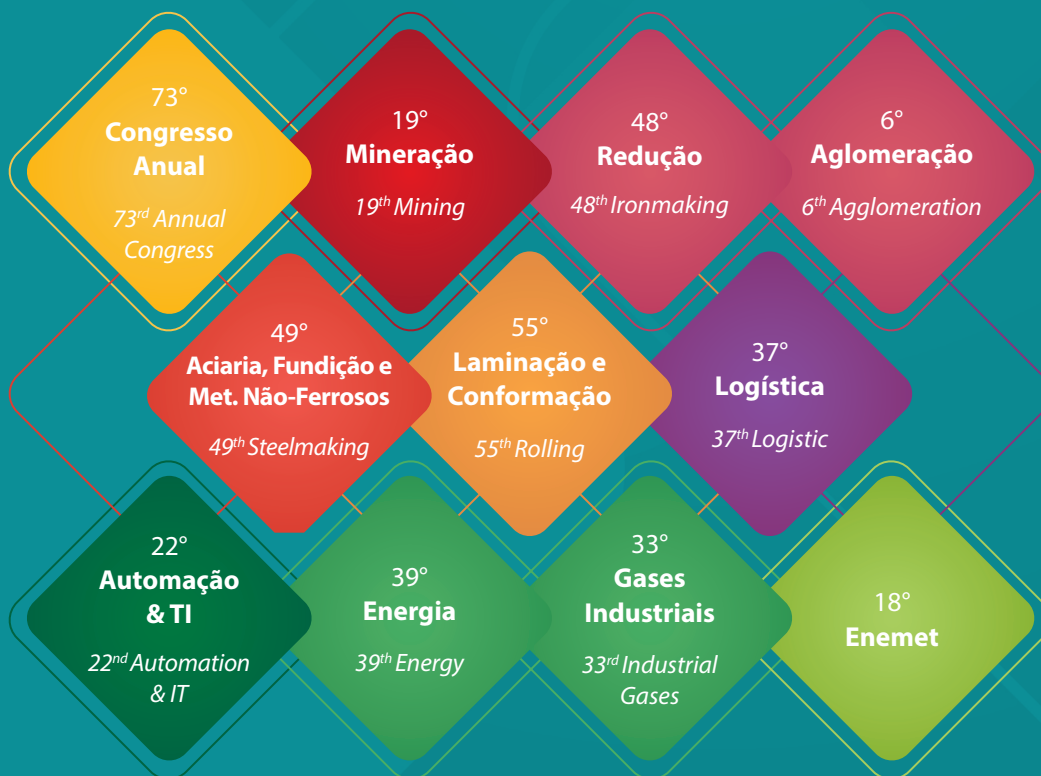 73°
Congresso
Anual
73rd Annual
Congress
19°
Mineração
19th Mining
48°
Redução
48th Ironmaking
6°
Aglomeração
6th Agglomeration
49°
Aciaria, Fundição e
Met. Não-Ferrosos
49th Steelmaking
55°
Laminação e
Conformação
55th Rolling
37°
Logística
37th Logistic
22°
Automação
& TI
22nd Automation
& IT
39°
Energia
39th Energy
33°
Gases
Industriais
33rd Industrial
Gases
18°
Enemet